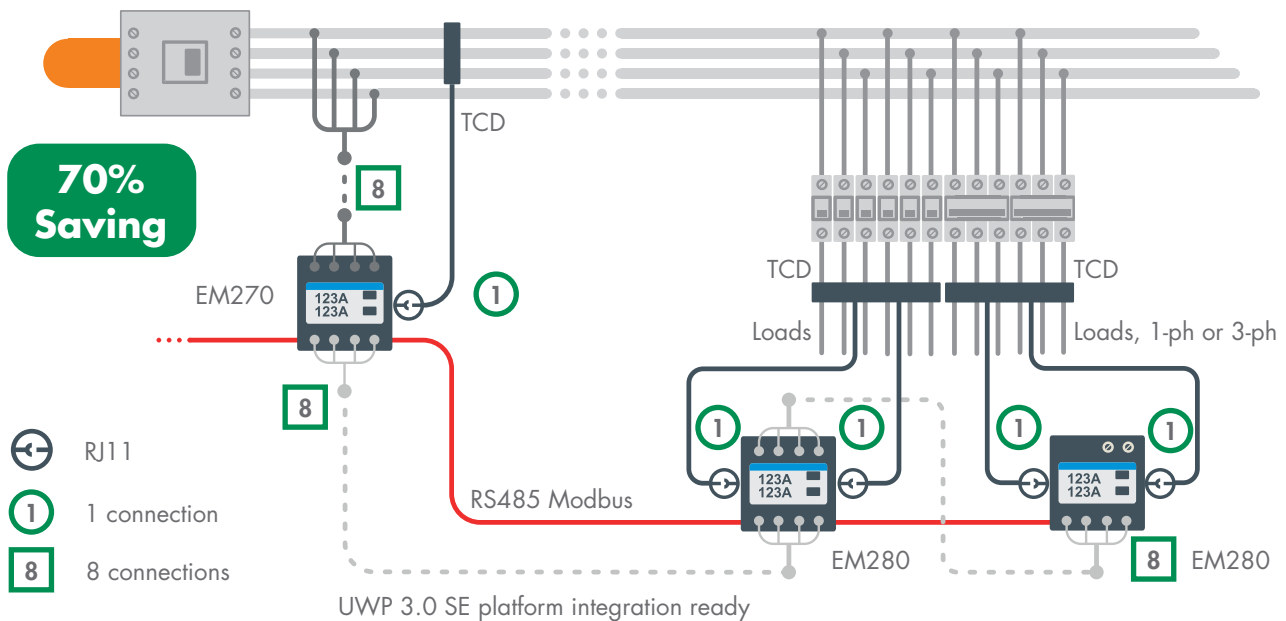 TCD
70%
Saving
8
EM270
123A
123A
1
TCD
TCD
Loads
Loads, 1-ph or 3-ph
8
RJ11
1
1 connection
8
8 connections
RS485 Modbus
1
1
1
1
123A
123A
123A
123A
EM280
8
EM280
UWP 3.0 SE platform integration ready